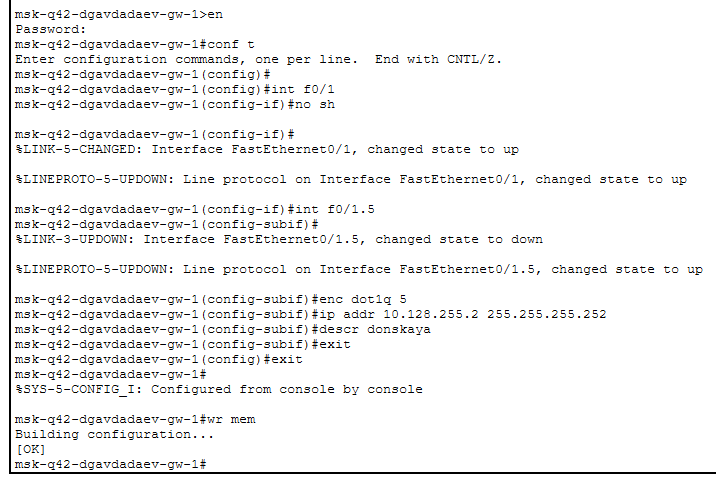 msk-q42-dgavdadaev-gw-1>en
Password:
msk-q42-dgavdadaev-gw-1#conf t
Enter configuration commands, one per line.  End with CNTL/Z.
msk-q42-dgavdadaev-gw-1(config)#
msk-q42-dgavdadaev-gw-1(config)#int f0/1
msk-q42-dgavdadaev-gw-1(config-if)#no sh
msk-q42-dgavdadaev-gw-1(config-if)#
%LINK-5-CHANGED: Interface FastEthernet0/1, changed state to up
%LINEPROTO-5-UPDOWN: Line protocol on Interface FastEthernet0/1, changed state to up
msk-q42-dgavdadaev-gw-1(config-if)#int f0/1.5
msk-q42-dgavdadaev-gw-1(config-subif)#
%LINK-3-UPDOWN: Interface FastEthernet0/1.5, changed state to down
%LINEPROTO-5-UPDOWN: Line protocol on Interface FastEthernet0/1.5, changed state to up
msk-q42-dgavdadaev-gw-1(config-subif)#enc dot1q 5
msk-q42-dgavdadaev-gw-1(config-subif)#ip addr 10.128.255.2 255.255.255.252
msk-q42-dgavdadaev-gw-1(config-subif)#descr donskaya
msk-q42-dgavdadaev-gw-1(config-subif)#exit
msk-q42-dgavdadaev-gw-1(config)#exit
msk-q42-dgavdadaev-gw-1#
%SYS-5-CONFIG_I: Configured from console by console
msk-q42-dgavdadaev-gw-1#wr mem
Building configuration...
[OK]
msk-q42-dgavdadaev-gw-1#